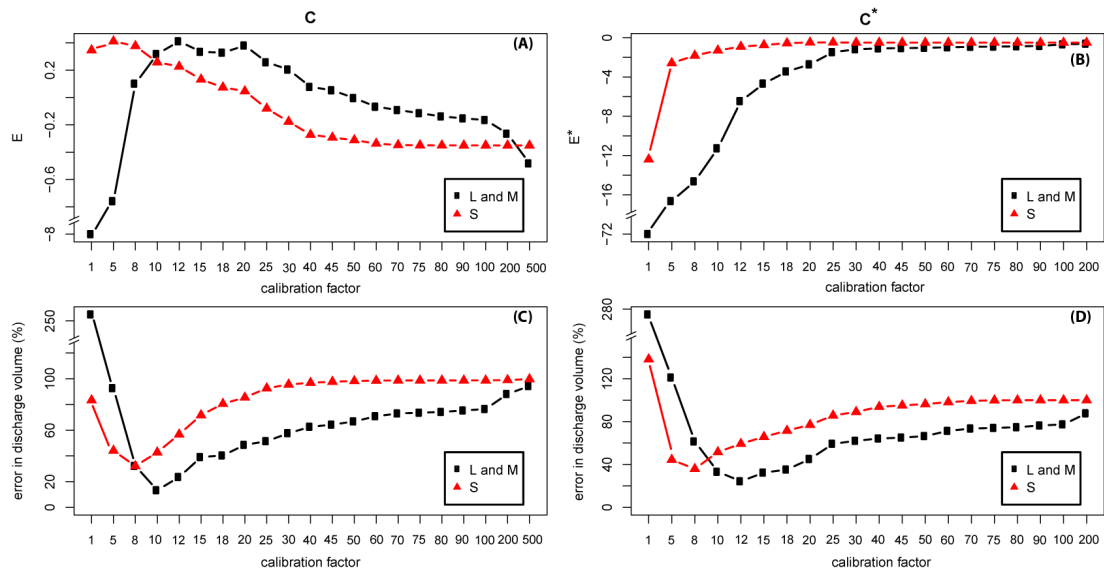 C
C*
(A)
E
0.2
−0.2
−0.6
−8
L and M
S
1 5 8 10 12 15 18 20 25 30 40 45 50 60 70 75 80 90 100 200 500
calibration factor
(B)
E*
0
−4
−8
−12
−16
−72
L and M
S
1 5 8 10 12 15 18 20 25 30 40 45 50 60 70 75 80 90 100 200
calibration factor
(C)
error in discharge volume (%)
250
100
60
20
0
L and M
S
1 5 8 10 12 15 18 20 25 30 40 45 50 60 70 75 80 90 100 200 500
calibration factor
(D)
error in discharge volume (%)
280
120
80
40
0
L and M
S
1 5 8 10 12 15 18 20 25 30 40 45 50 60 70 75 80 90 100 200
calibration factor